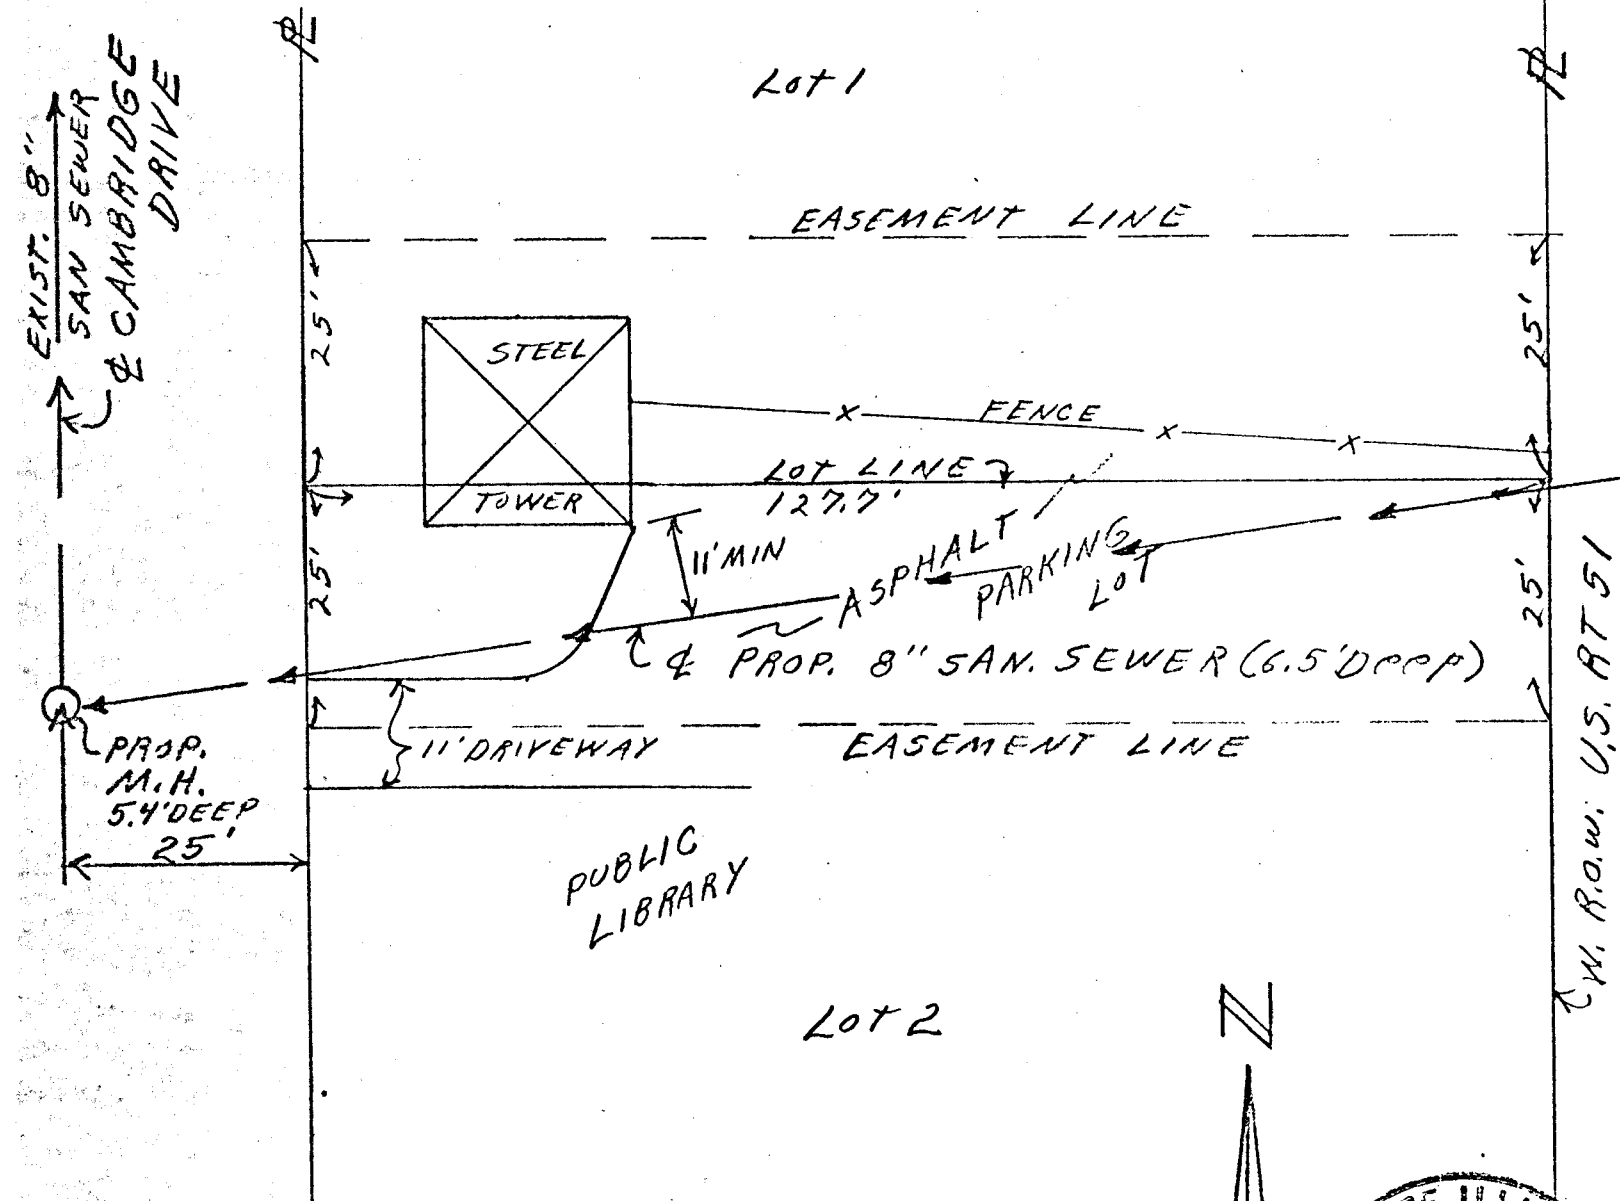 EXIST. 8"
SAN SEWER
℄ CAMBRIDGE
DRIVE
℄
℄
Lot 1
EASEMENT LINE
25'
25'
STEEL
TOWER
FENCE
x
x
x
LOT LINE
127.7'
11' MIN
ASPHALT
PARKING
LOT
25'
25'
℄ PROP. 8" SAN. SEWER (6.5' Deep)
PROP.
M.H.
5.4' DEEP
25'
11' DRIVEWAY
EASEMENT LINE
W. R.O.W. U.S. RT 51
PUBLIC
LIBRARY
Lot 2
N